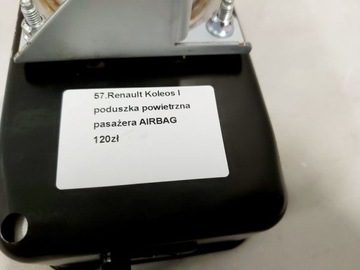 57.Renault Koleos I
poduszka powietrzna
pasażera AIRBAG
120zł